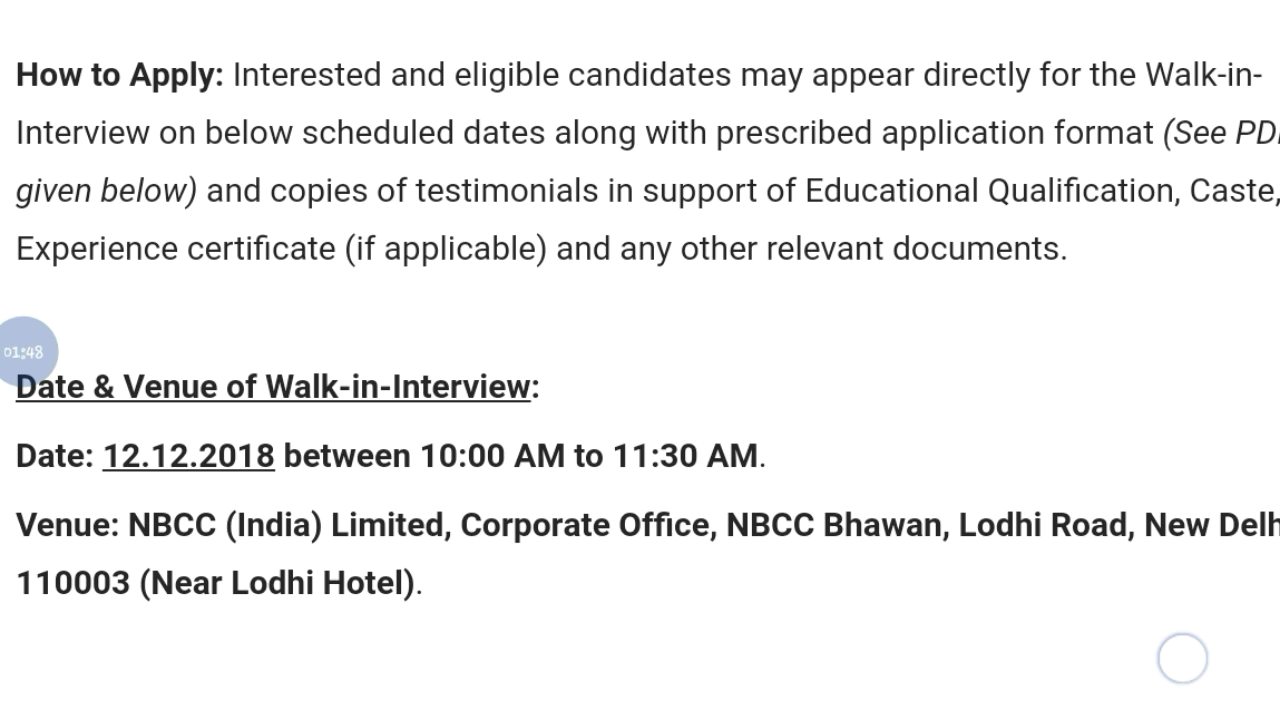 How to Apply: Interested and eligible candidates may appear directly for the Walk-in-
Interview on below scheduled dates along with prescribed application format (See
given below) and copies of testimonials in support of Educational Qualification, Caste,
Experience certificate (if applicable) and any other relevant documents.
01:48
Date & Venue of Walk-in-Interview:
Date: 12.12.2018 between 10:00 AM to 11:30 AM.
Venue: NBCC (India) Limited, Corporate Office, NBCC Bhawan, Lodhi Road, New
110003 (Near Lodhi Hotel).